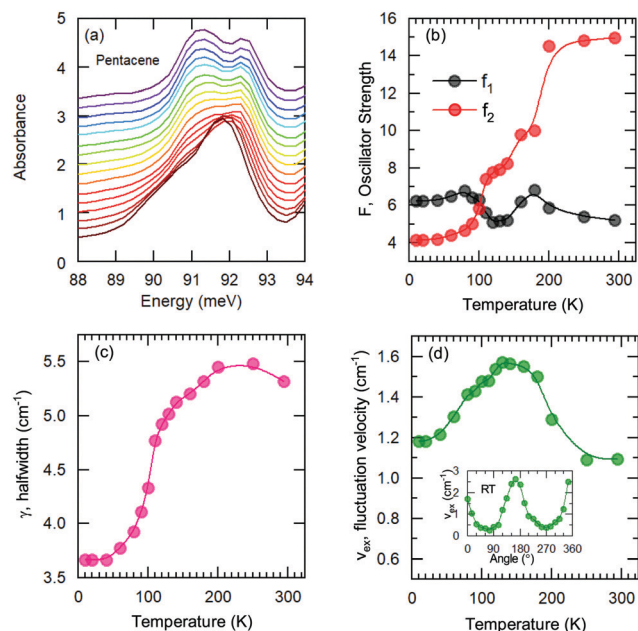 (a)
Pentacene
Absorbance
5
4
3
2
1
0
88 89 90 91 92 93 94
Energy (meV)
(b)
f1
f2
F, Oscillator Strength
16
14
12
10
8
6
4
0 100 200 300
Temperature (K)
(c)
γ, halfwidth (cm⁻¹)
5.5
5.0
4.5
4.0
3.5
0 100 200 300
Temperature (K)
(d)
vex, fluctuation velocity (cm⁻¹)
1.6
1.4
1.2
1.0
0.8
0.6
0 100 200 300
Temperature (K)
RT
vex (cm⁻¹)
3
2
1
0
0 90 180 270 360
Angle (°)